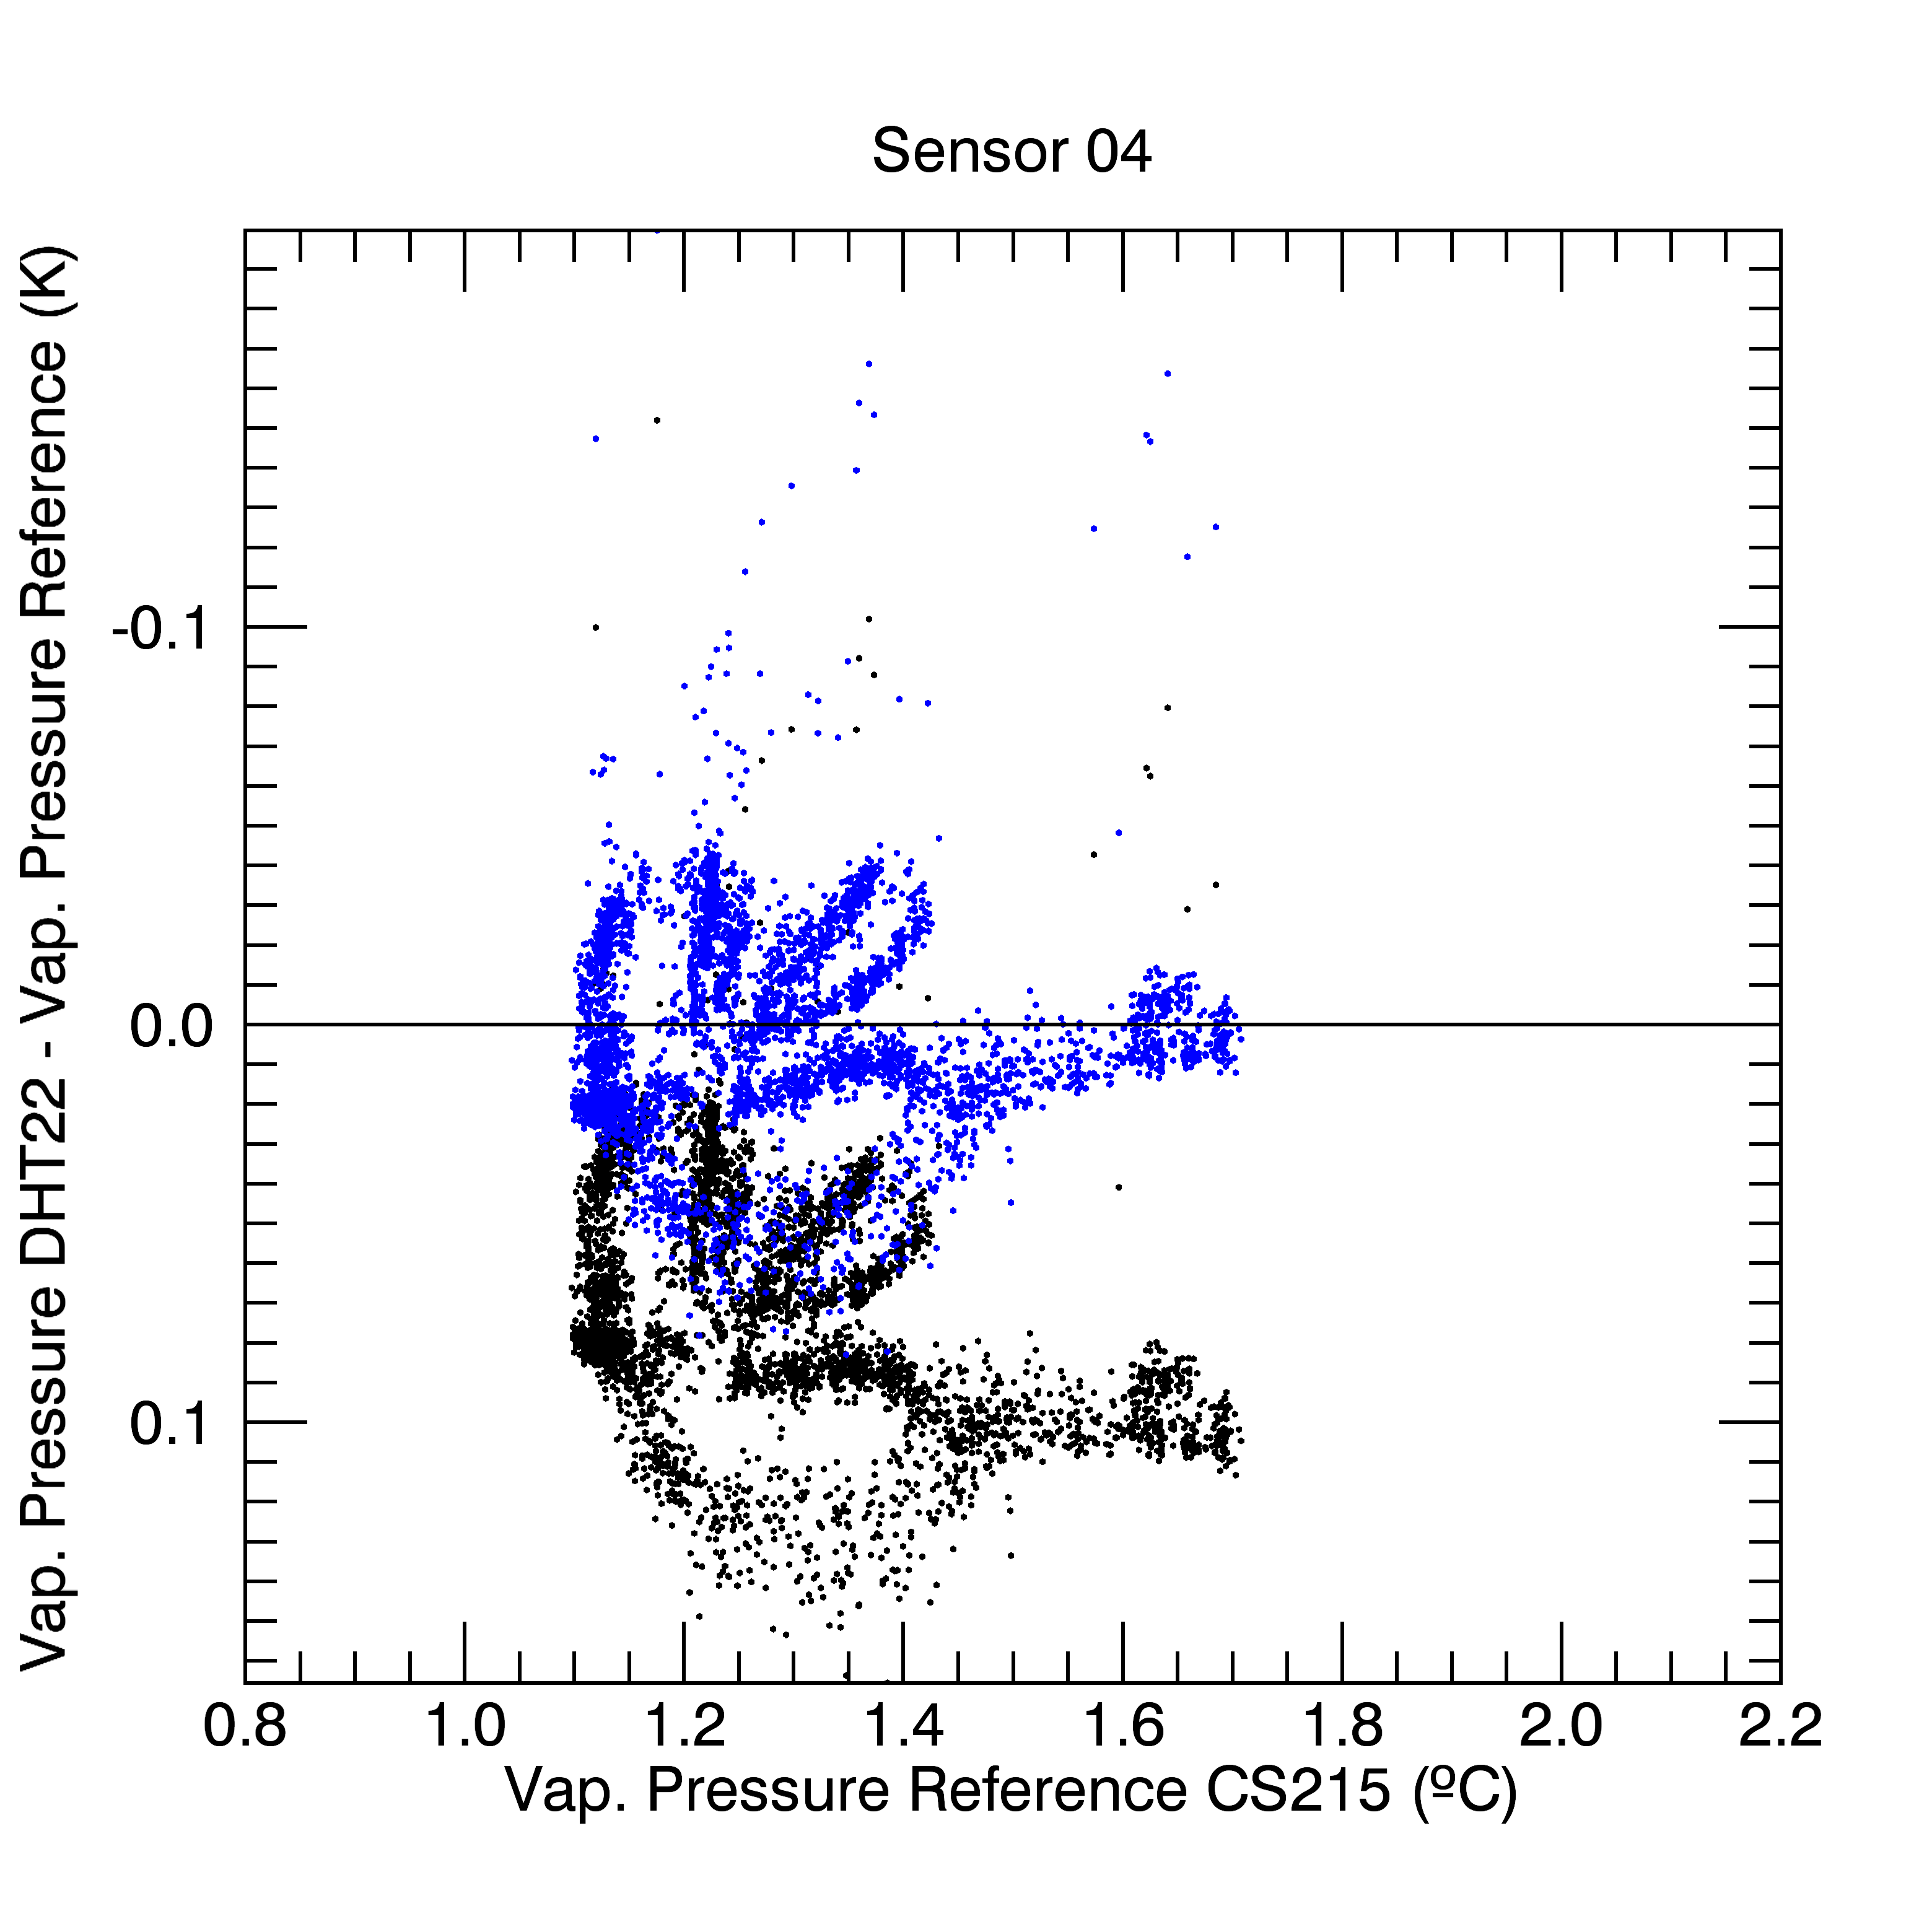 Sensor 04
Vap. Pressure DHT22 - Vap. Pressure Reference (K)
-0.1
0.0
0.1
0.8 1.0 1.2 1.4 1.6 1.8 2.0 2.2
Vap. Pressure Reference CS215 (ºC)